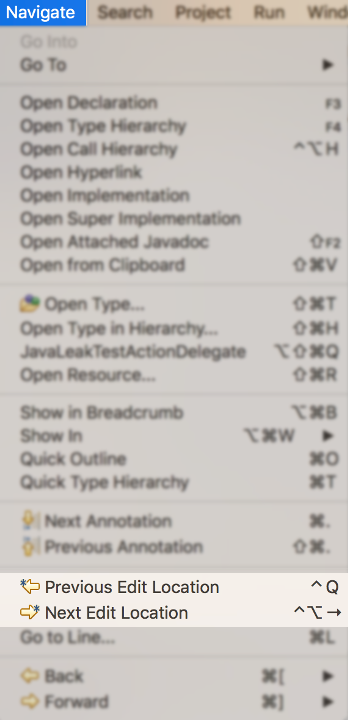 Navigate Search Project Run Wind
Go Into
Go To ▶
Open Declaration F3
Open Type Hierarchy F4
Open Call Hierarchy ^⌥H
Open Hyperlink
Open Implementation
Open Super Implementation
Open Attached Javadoc ⇧F2
Open from Clipboard ⇧⌘V
Open Type... ⇧⌘T
Open Type in Hierarchy... ⇧⌘H
JavaLeakTestActionDelegate ⌥⇧⌘Q
Open Resource... ⇧⌘R
Show in Breadcrumb ⌥⌘B
Show In ⌥⌘W ▶
Quick Outline ⌘O
Quick Type Hierarchy ⌘T
Next Annotation ⌘.
Previous Annotation ⇧⌘.
Previous Edit Location ^Q
Next Edit Location ^⌥→
Go to Line... ⌘L
Back ⌘[ ▶
Forward ⌘] ▶